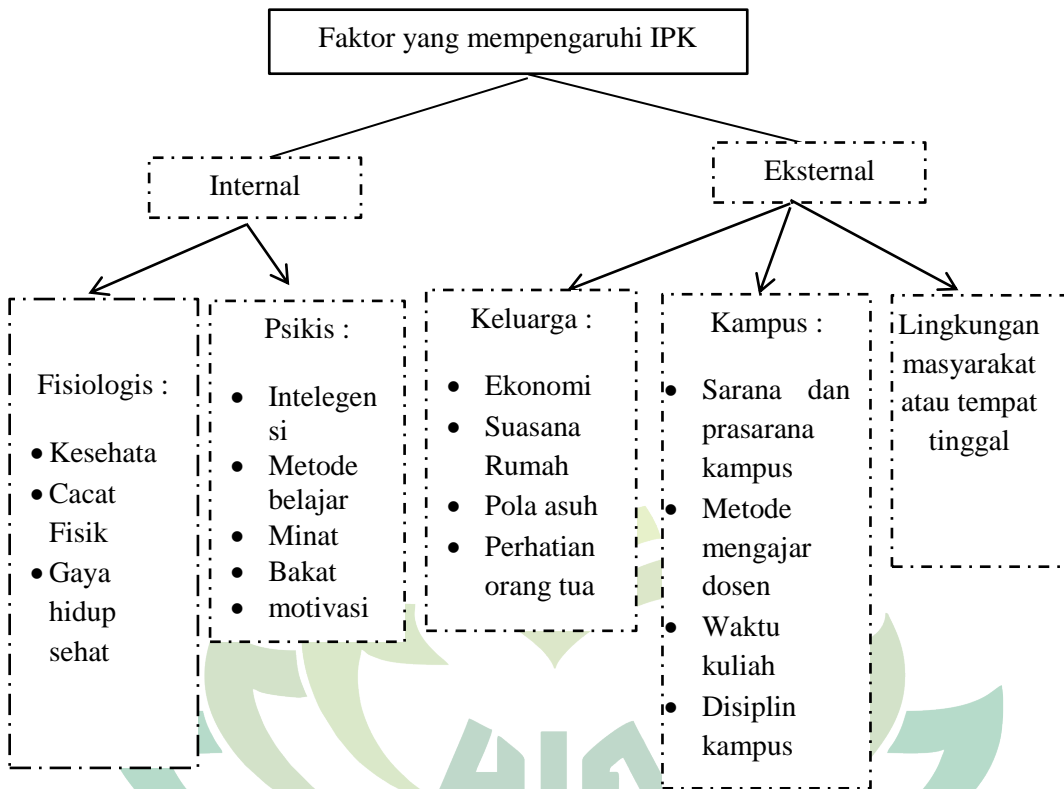 Faktor yang mempengaruhi IPK
Internal
Eksternal
Fisiologis :
• Kesehata
• Cacat
Fisik
• Gaya
hidup
sehat
Psikis :
• Intelegen
si
• Metode
belajar
• Minat
• Bakat
• motivasi
Keluarga :
• Ekonomi
• Suasana
Rumah
• Pola asuh
• Perhatian
orang tua
Kampus :
• Sarana dan
prasarana
kampus
• Metode
mengajar
dosen
• Waktu
kuliah
• Disiplin
kampus
Lingkungan
masyarakat
atau tempat
tinggal